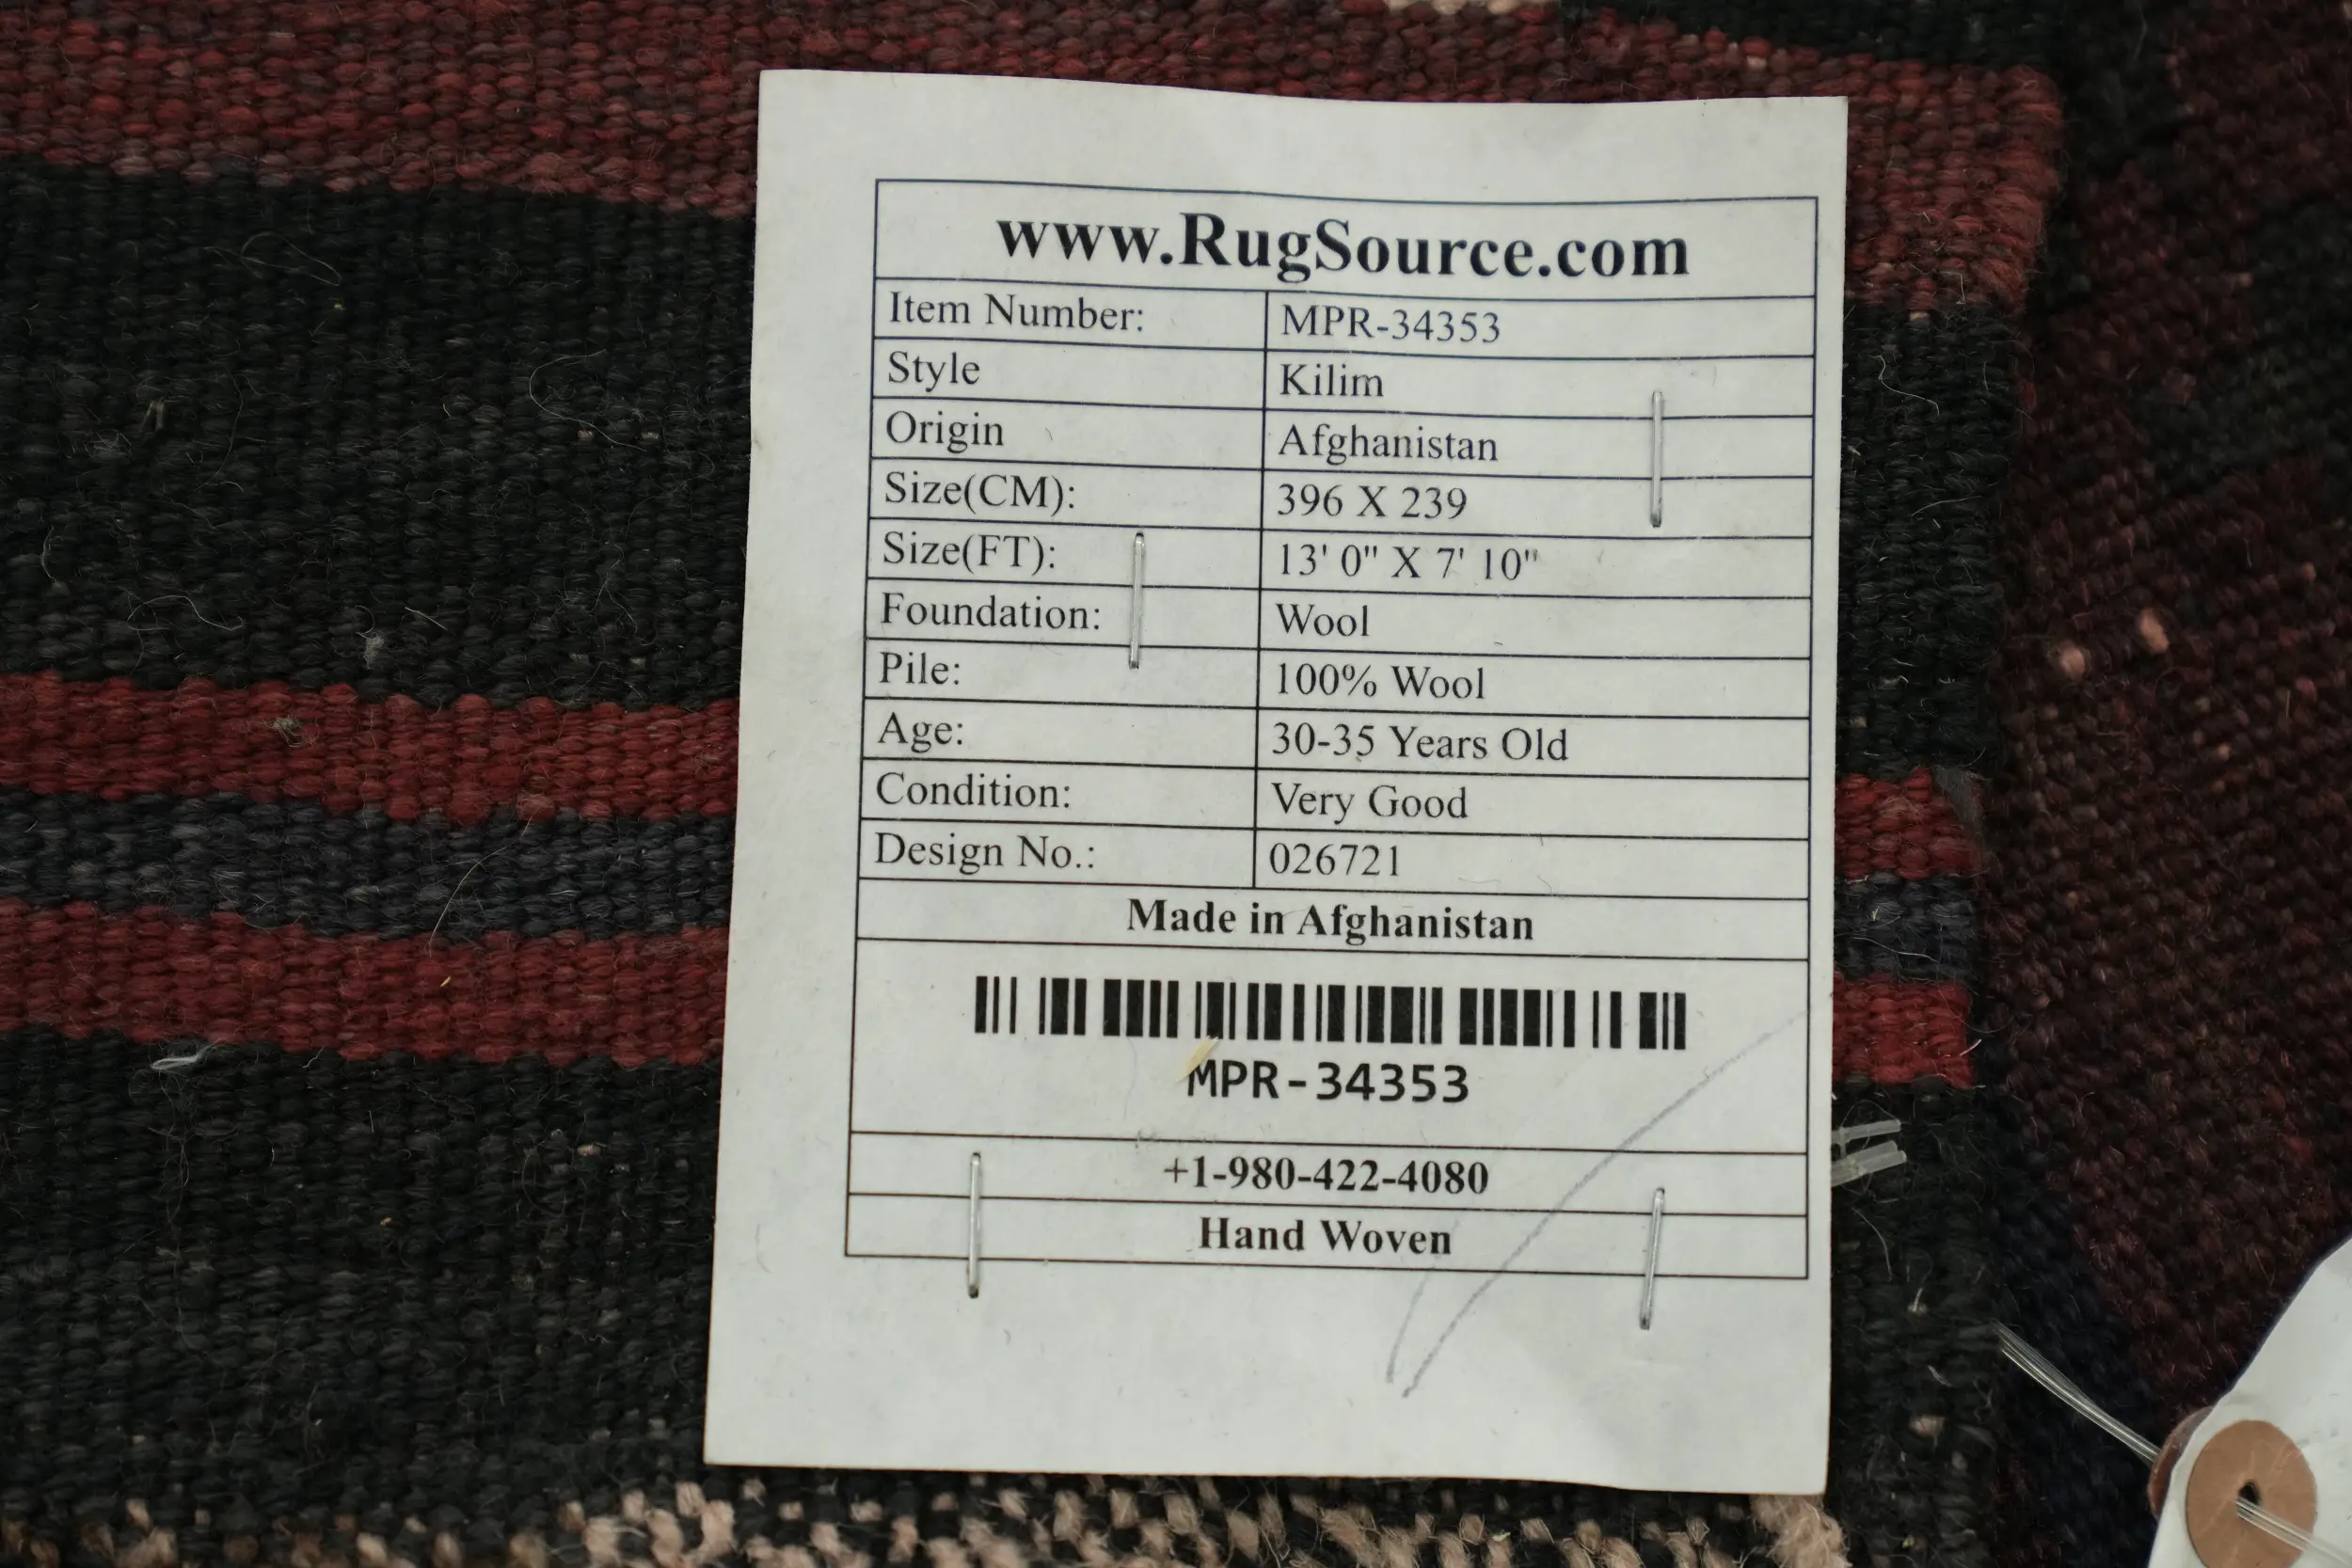 www.RugSource.com
Item Number: MPR-34353
Style Kilim
Origin Afghanistan
Size(CM): 396 X 239
Size(FT): 13' 0" X 7' 10"
Foundation: Wool
Pile: 100% Wool
Age: 30-35 Years Old
Condition: Very Good
Design No.: 026721
Made in Afghanistan
MPR-34353
+1-980-422-4080
Hand Woven